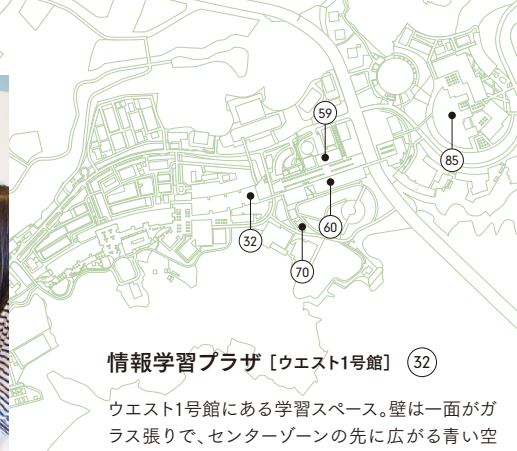 59
85
60
32
70
情報学習プラザ［ウエスト1号館］ 32
ウエスト1号館にある学習スペース。壁は一面がガ
ラス張りで、センターゾーンの先に広がる青い空